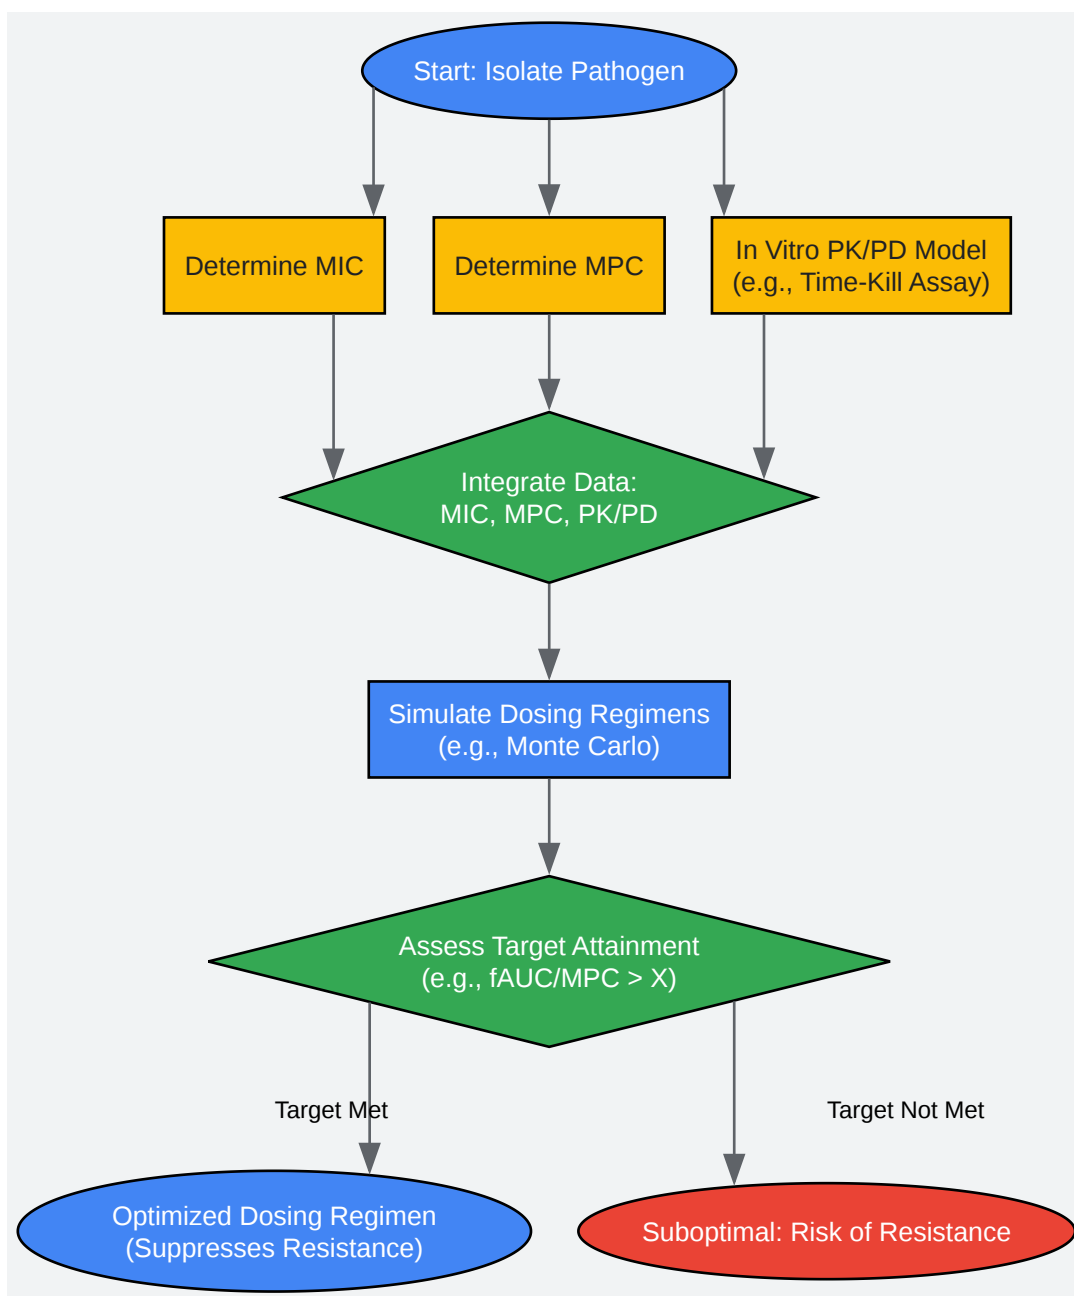 Start: Isolate Pathogen
Determine MIC
Determine MPC
In Vitro PK/PD Model
(e.g., Time-Kill Assay)
Integrate Data:
MIC, MPC, PK/PD
Simulate Dosing Regimens
(e.g., Monte Carlo)
Assess Target Attainment
(e.g., fAUC/MPC > X)
Target Met
Target Not Met
Optimized Dosing Regimen
(Suppresses Resistance)
Suboptimal: Risk of Resistance